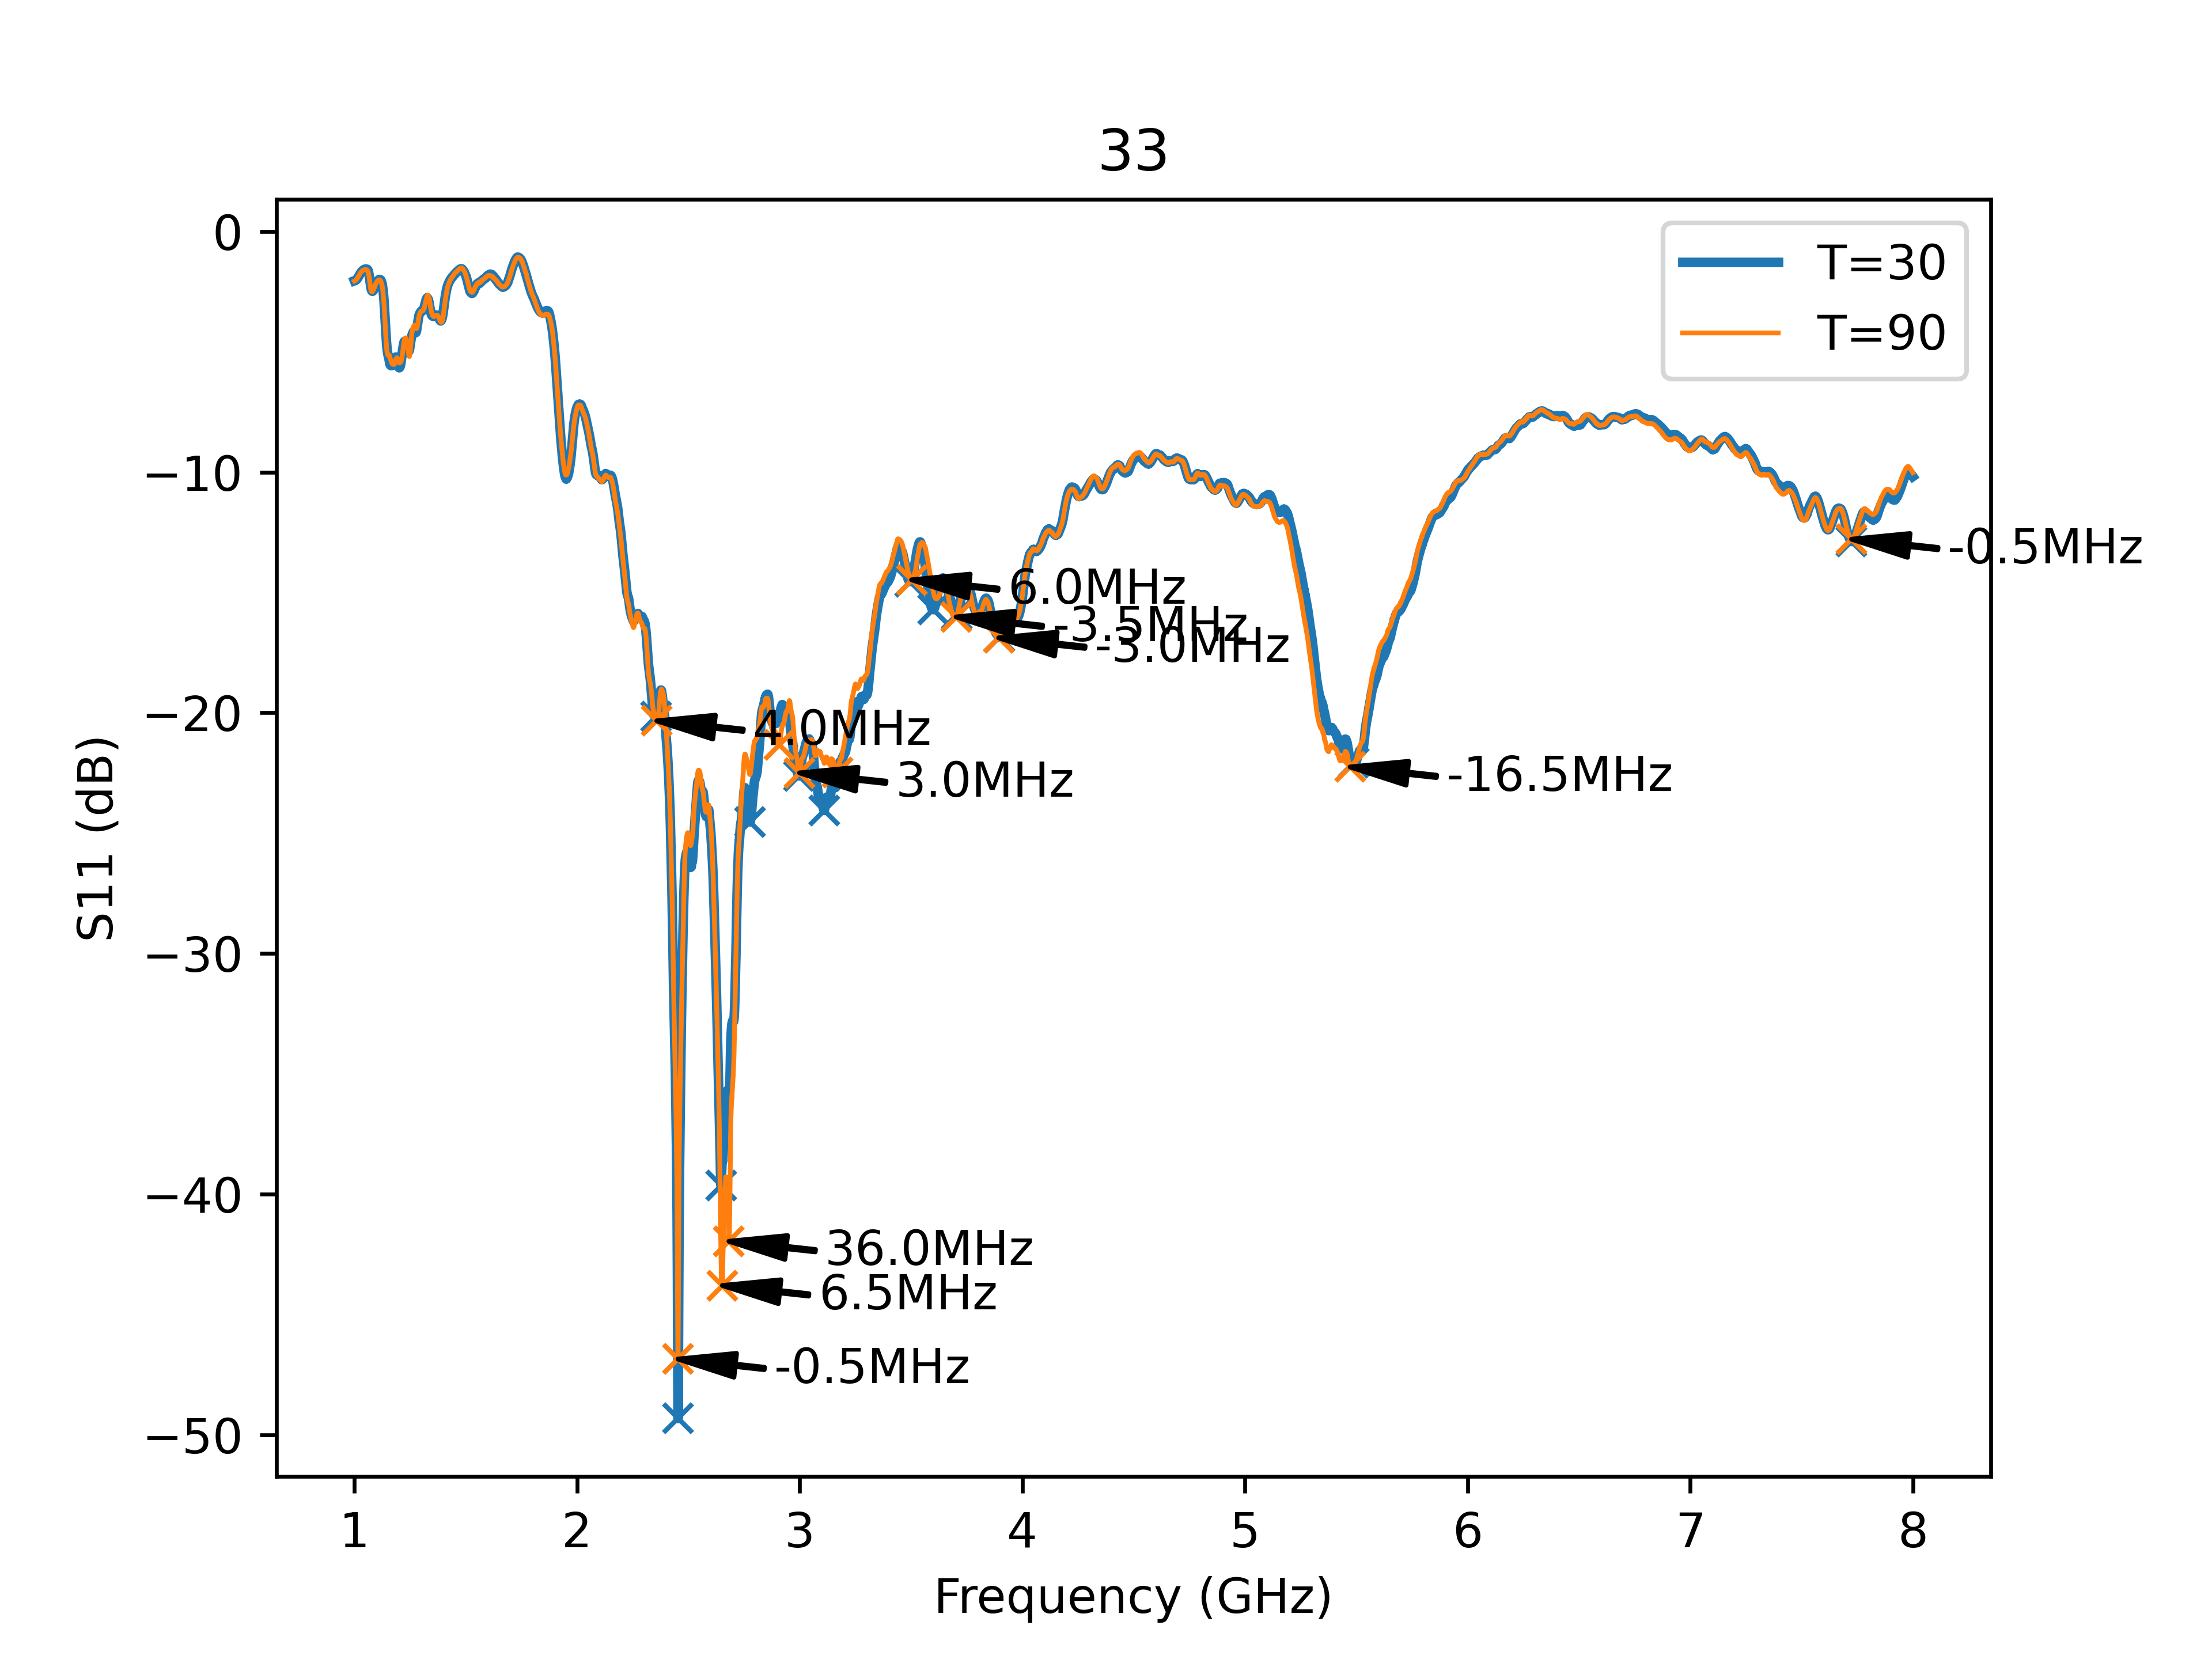 33
T=30
T=90
0
−10
−20
−30
−40
−50
S11 (dB)
-0.5MHz
6.0MHz
-3.5MHz
-3.0MHz
4.0MHz
3.0MHz
-16.5MHz
36.0MHz
6.5MHz
-0.5MHz
1 2 3 4 5 6 7 8
Frequency (GHz)